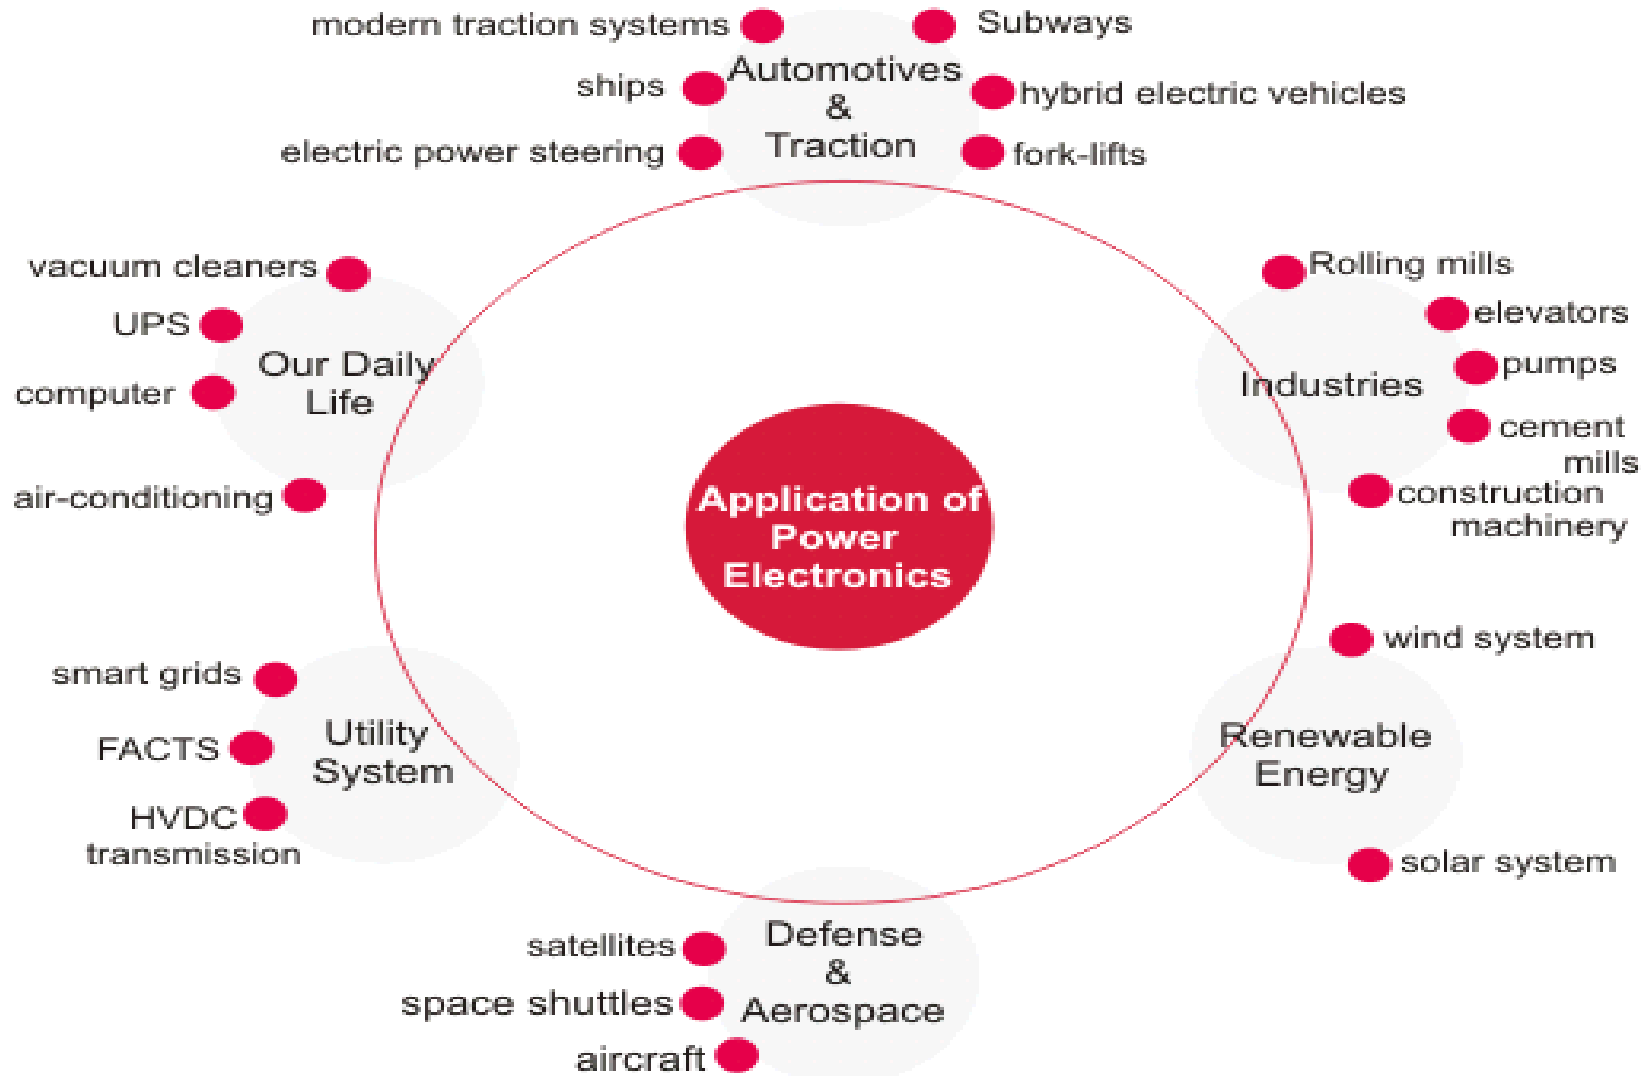 modern traction systems
Subways
ships
hybrid electric vehicles
electric power steering
fork-lifts
Automotives
&
Traction
vacuum cleaners
UPS
computer
air-conditioning
Our Daily
Life
Rolling mills
elevators
pumps
cement
mills
construction
machinery
Industries
Application of
Power
Electronics
smart grids
FACTS
HVDC
transmission
Utility
System
wind system
Renewable
Energy
solar system
satellites
space shuttles
aircraft
Defense
&
Aerospace